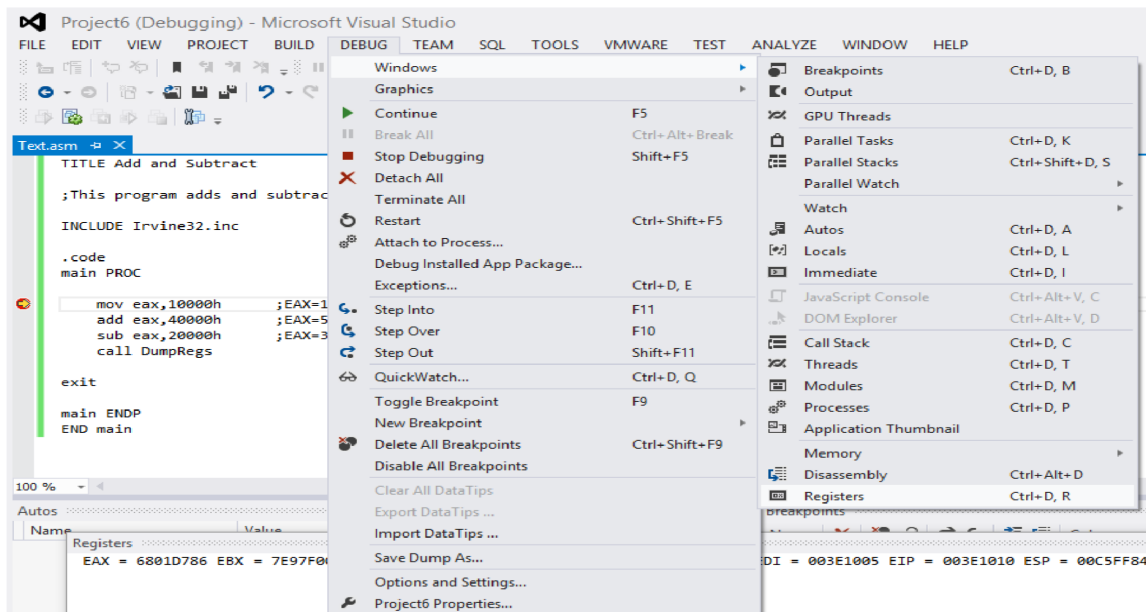 Project6 (Debugging) - Microsoft Visual Studio
FILE EDIT VIEW PROJECT BUILD DEBUG TEAM SQL TOOLS VMWARE TEST ANALYZE WINDOW HELP
Text.asm
TITLE Add and Subtract
;This program adds and subtrac
INCLUDE Irvine32.inc
.code
main PROC
mov eax,10000h ;EAX=1
add eax,40000h ;EAX=5
sub eax,20000h ;EAX=3
call DumpRegs
exit
main ENDP
END main
100 %
Autos
Name Value
Registers
EAX = 6801D786 EBX = 7E97F0
Windows
Graphics
Continue F5
Break All Ctrl+Alt+Break
Stop Debugging Shift+F5
Detach All
Terminate All
Restart Ctrl+Shift+F5
Attach to Process...
Debug Installed App Package...
Exceptions... Ctrl+D, E
Step Into F11
Step Over F10
Step Out Shift+F11
QuickWatch... Ctrl+D, Q
Toggle Breakpoint F9
New Breakpoint
Delete All Breakpoints Ctrl+Shift+F9
Disable All Breakpoints
Clear All DataTips
Export DataTips ...
Import DataTips ...
Save Dump As...
Options and Settings...
Project6 Properties...
Breakpoints Ctrl+D, B
Output
GPU Threads
Parallel Tasks Ctrl+D, K
Parallel Stacks Ctrl+Shift+D, S
Parallel Watch
Watch
Autos Ctrl+D, A
Locals Ctrl+D, L
Immediate Ctrl+D, I
JavaScript Console Ctrl+Alt+V, C
DOM Explorer Ctrl+Alt+V, D
Call Stack Ctrl+D, C
Threads Ctrl+D, T
Modules Ctrl+D, M
Processes Ctrl+D, P
Application Thumbnail
Memory
Disassembly Ctrl+Alt+D
Registers Ctrl+D, R
Breakpoints
DI = 003E1005 EIP = 003E1010 ESP = 00C5FF84